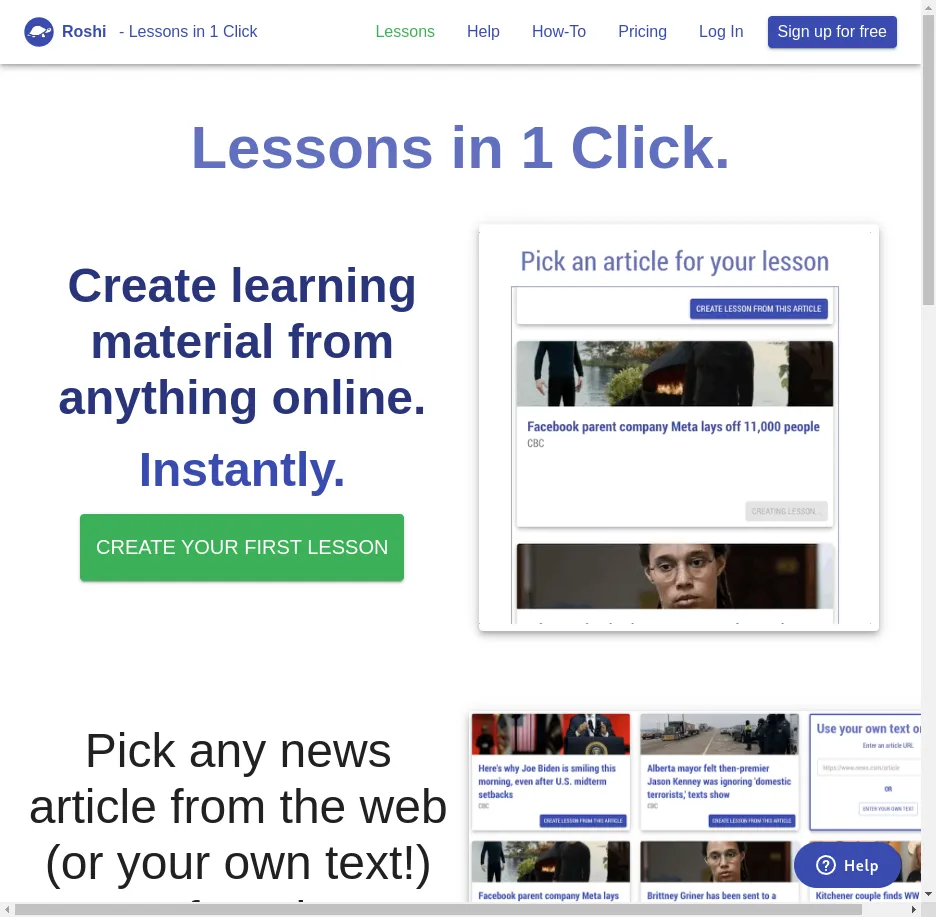 Roshi - Lessons in 1 Click
Lessons
Help
How-To
Pricing
Log In
Sign up for free
Lessons in 1 Click.
Create learning
material from
anything online.
Instantly.
CREATE YOUR FIRST LESSON
Pick an article for your lesson
CREATE LESSON FROM THIS ARTICLE
Facebook parent company Meta lays off 11,000 people
CBC
CREATING LESSON...
Pick any news
article from the web
(or your own text!)
Here's why Joe Biden is smiling this
morning, even after U.S. midterm
setbacks
CBC
CREATE LESSON FROM THIS ARTICLE
Alberta mayor felt then-premier
Jason Kenney was ignoring 'domestic
terrorists,' texts show
CBC
CREATE LESSON FROM THIS ARTICLE
Use your own text o
Enter an article URL
https://www.news.com/article
OR
ENTER YOUR OWN TEXT
Facebook parent company Meta lays
Brittney Griner has been sent to a
Kitchener couple finds WW
Help